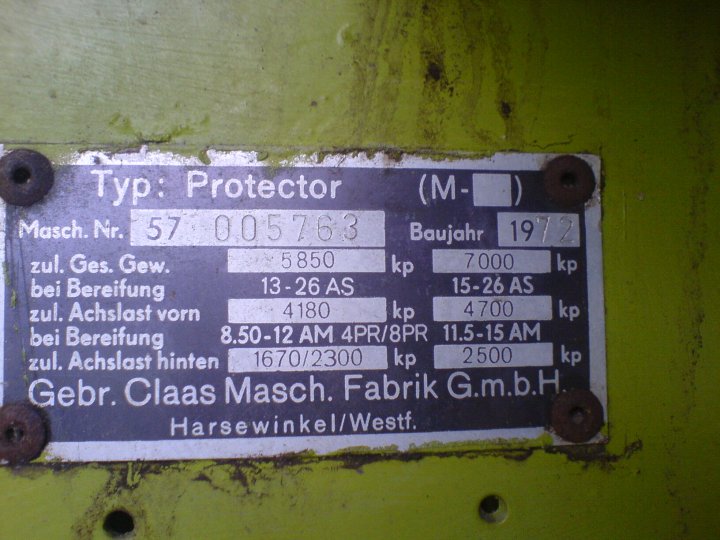 Typ: Protector (M- )
Masch. Nr. 57 005763 Baujahr 1972
zul. Ges. Gew. 5850 kp 7000 kp
bei Bereifung 13-26 AS 15-26 AS
zul. Achslast vorn 4180 kp 4700 kp
bei Bereifung 8.50-12 AM 4PR/8PR 11.5-15 AM
zul. Achslast hinten 1670/2300 kp 2500 kp
Gebr. Claas Masch. Fabrik G.m.b.H.
Harsewinkel/Westf.